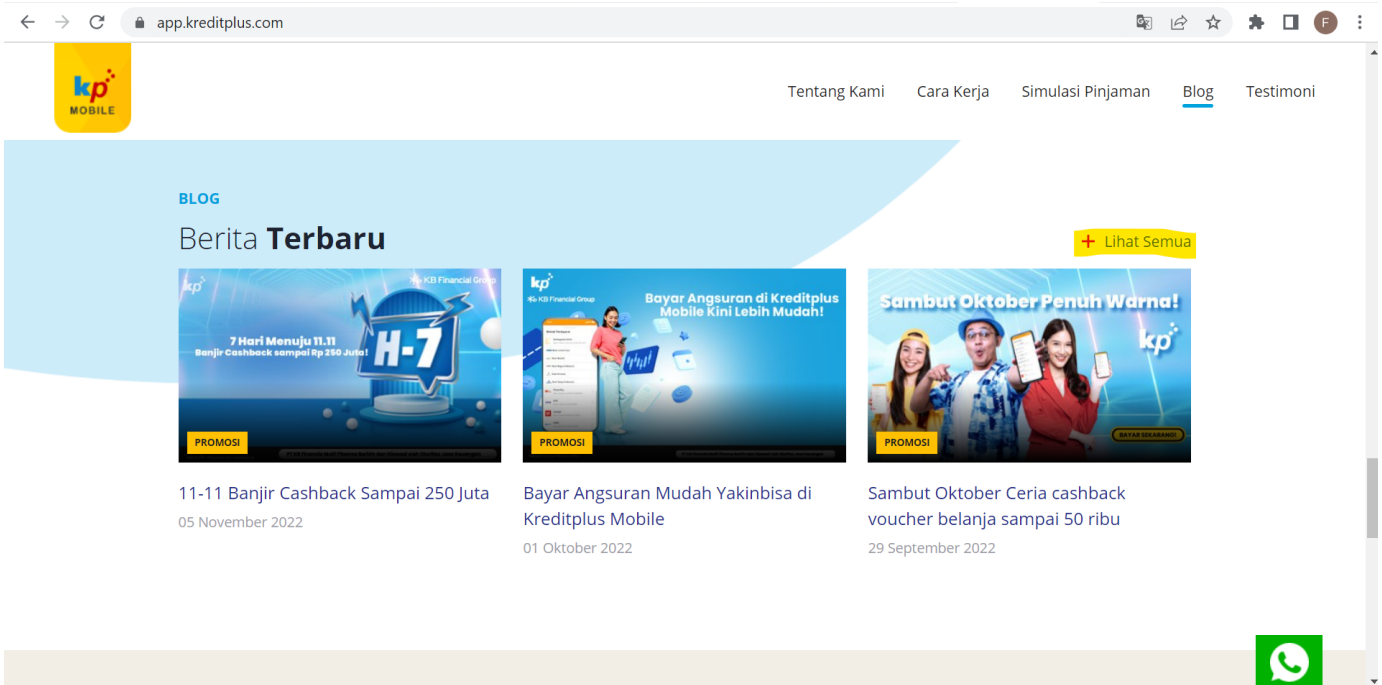 app.kreditplus.com
F
kp
MOBILE
Tentang Kami
Cara Kerja
Simulasi Pinjaman
Blog
Testimoni
BLOG
Berita Terbaru
+ Lihat Semua
kp
KB Financial Group
7 Hari Menuju 11.11
Banjir Cashback sampai Rp 250 Juta!
H-7
PROMOSI
kp
KB Financial Group
Bayar Angsuran di Kreditplus
Mobile Kini Lebih Mudah!
PROMOSI
Sambut Oktober Penuh Warna!
kp
BAYAR SEKARANG!
PROMOSI
11-11 Banjir Cashback Sampai 250 Juta
05 November 2022
Bayar Angsuran Mudah Yakinbisa di
Kreditplus Mobile
01 Oktober 2022
Sambut Oktober Ceria cashback
voucher belanja sampai 50 ribu
29 September 2022